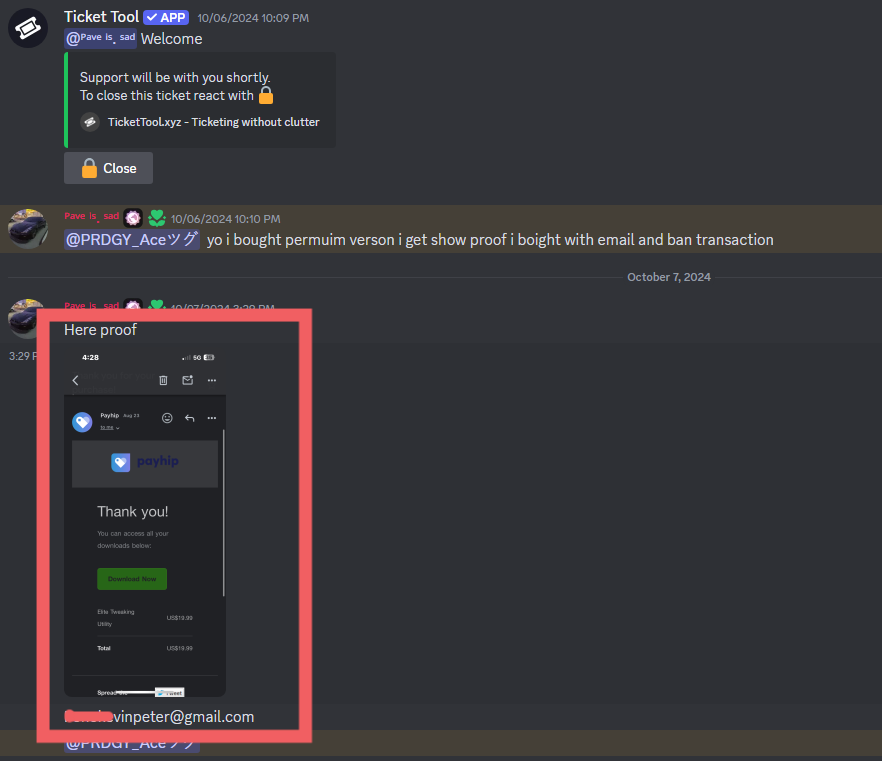 Ticket Tool APP 10/06/2024 10:09 PM
@Pave is. sad Welcome
Support will be with you shortly.
To close this ticket react with
TicketTool.xyz - Ticketing without clutter
Close
Pave is. sad 10/06/2024 10:10 PM
@PRDGY_Aceツグ yo i bought permuim verson i get show proof i boight with email and ban transaction
October 7, 2024
Pave is. sad 10/07/2024 3:29 PM
Here proof
3:29
4:28
5G
Payhip Aug 23
to me
payhip
Thank you!
You can access all your
downloads below:
Download Now
Elite Tweaking
Utility
US$19.99
Total US$19.99
Spread the
Tweet
vinpeter@gmail.com
@PRDGY_Aceツグ